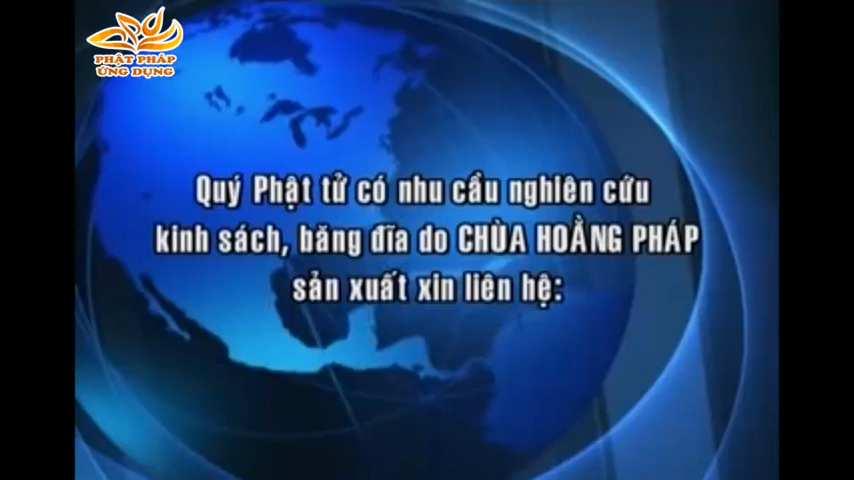 PHẬT PHÁP
ỨNG DỤNG
Quý Phật tử có nhu cầu nghiên cứu
kinh sách, băng đĩa do CHÙA HOẰNG PHÁP
sản xuất xin liên hệ: